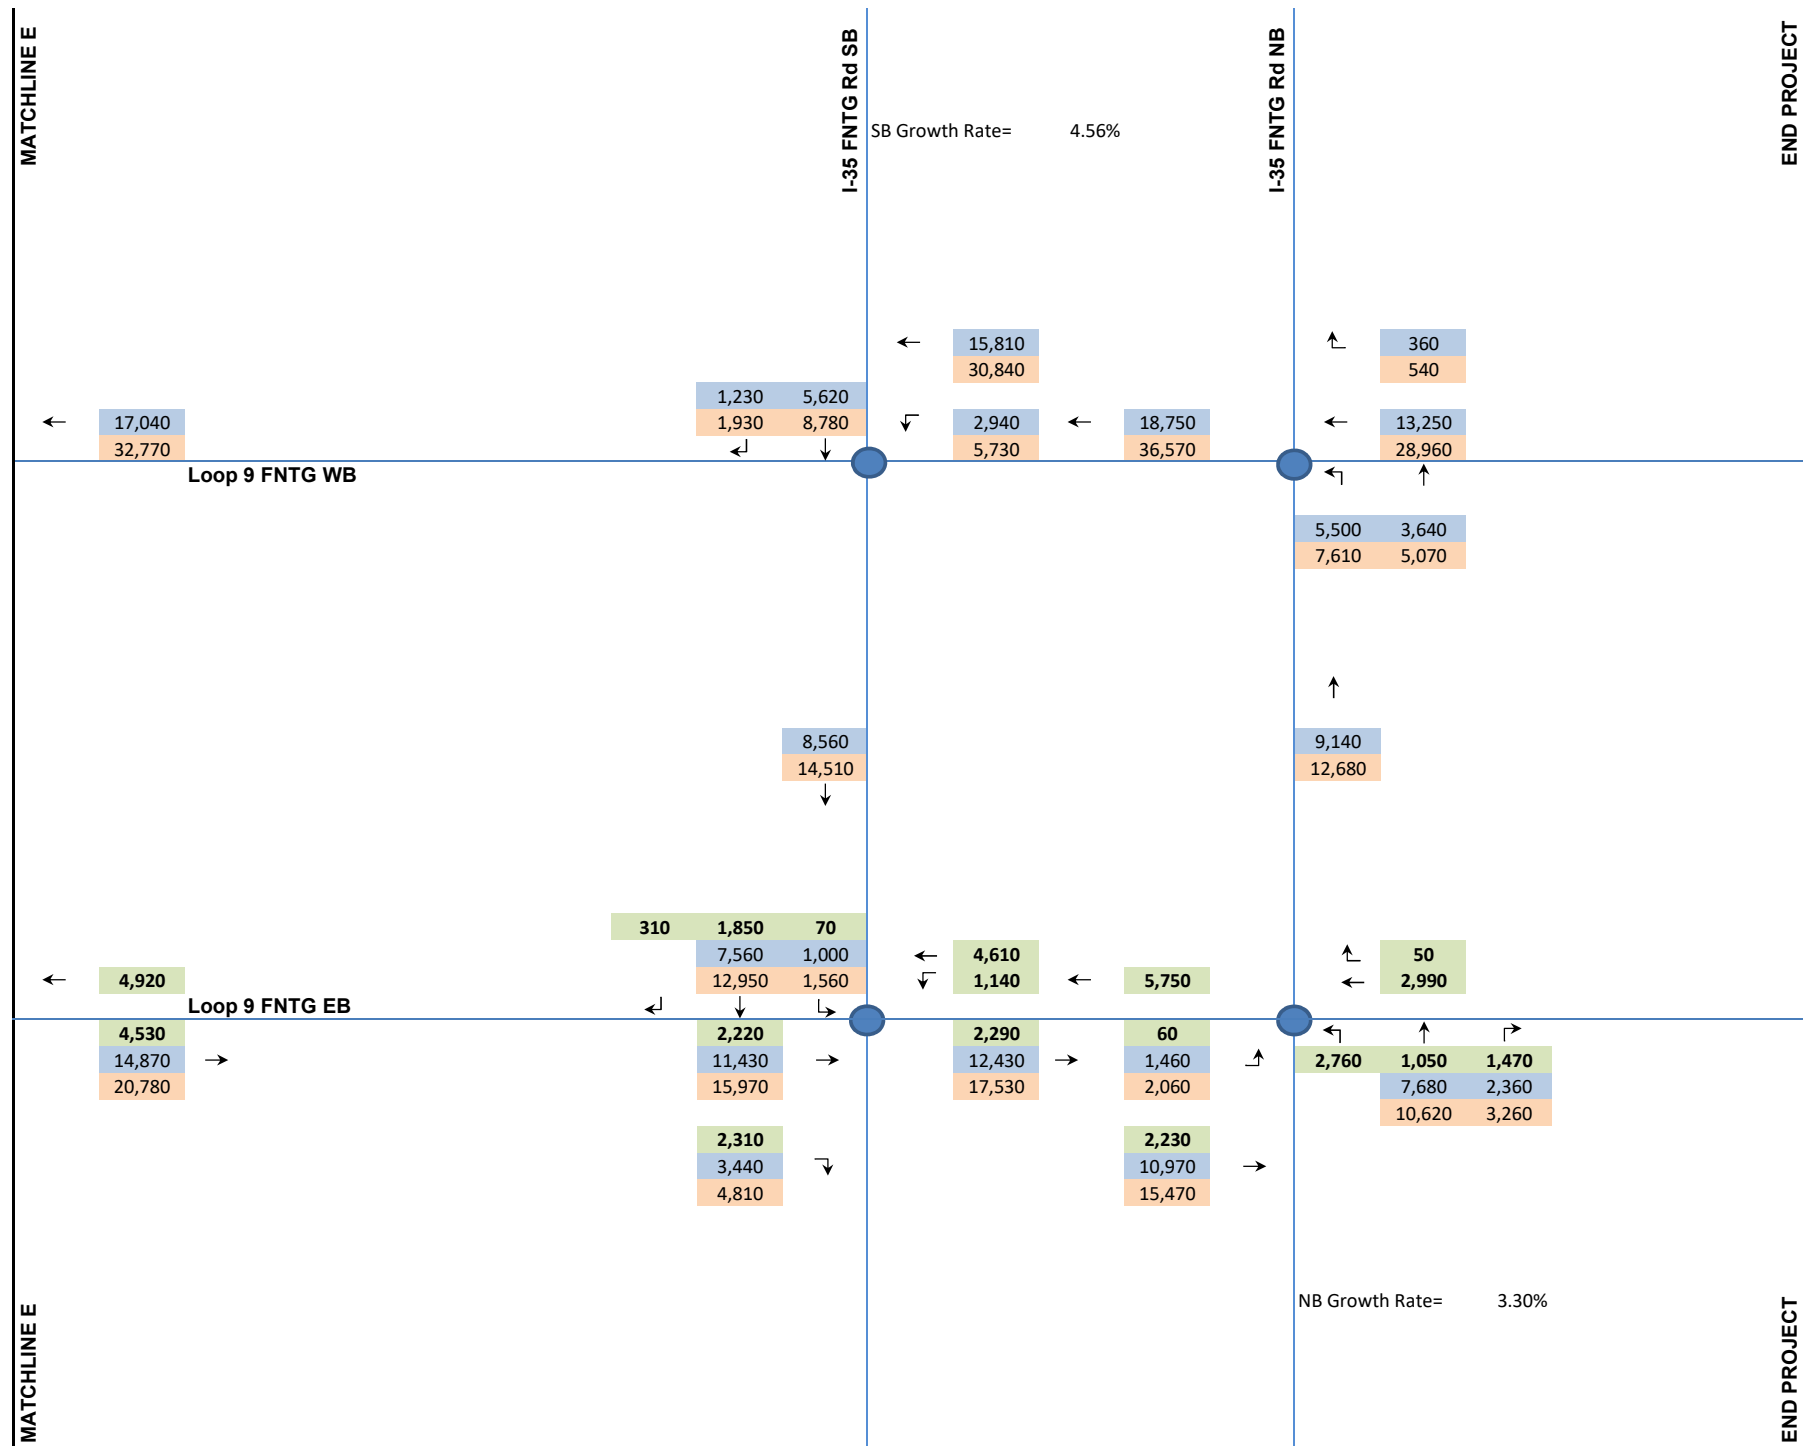 MATCHLINE E
I-35 FNTG Rd SB
I-35 FNTG Rd NB
END PROJECT
SB Growth Rate= 4.56%
15,810 360
30,840 540
1,230 5,620
17,040 1,930 8,780 2,940 18,750 13,250
32,770 5,730 36,570 28,960
Loop 9 FNTG WB
5,500 3,640
7,610 5,070
8,560 9,140
14,510 12,680
310 1,850 70
7,560 1,000 4,610 50
4,920 12,950 1,560 1,140 5,750 2,990
Loop 9 FNTG EB
4,530 2,220 2,290 60
14,870 11,430 12,430 1,460 2,760 1,050 1,470
20,780 15,970 17,530 2,060 7,680 2,360
10,620 3,260
2,310 2,230
3,440 10,970
4,810 15,470
NB Growth Rate= 3.30%
MATCHLINE E
END PROJECT